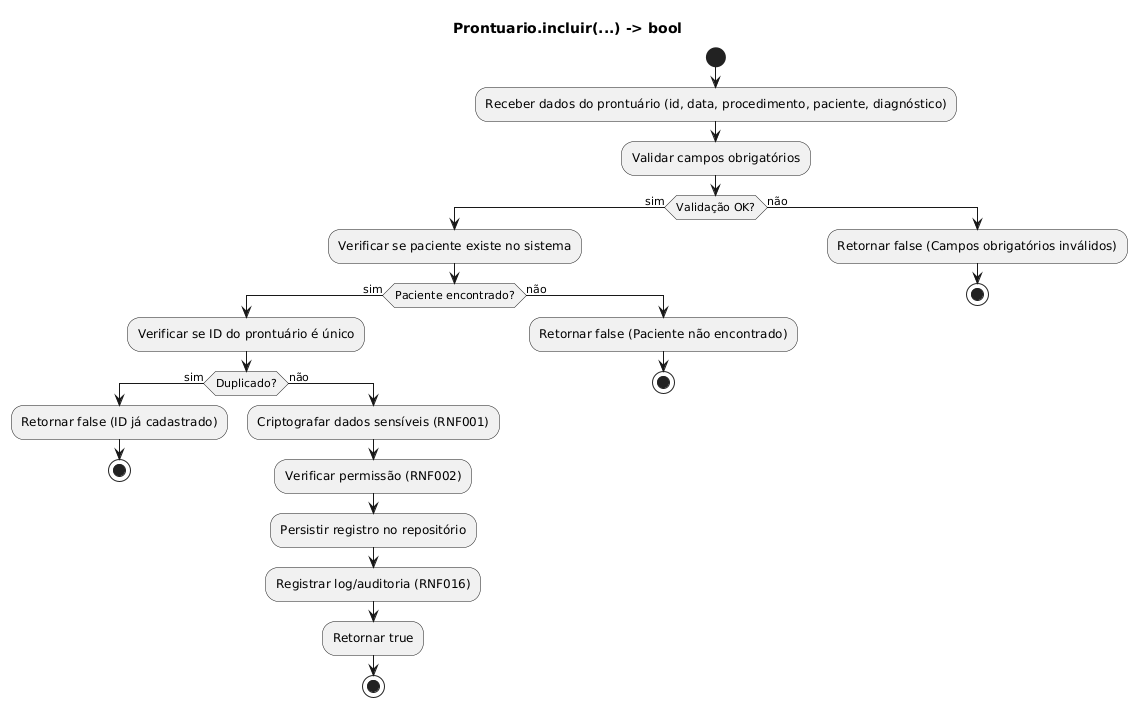 Prontuario.incluir(...) -> bool
Receber dados do prontuário (id, data, procedimento, paciente, diagnóstico)
Validar campos obrigatórios
sim
Validação OK?
não
Verificar se paciente existe no sistema
Retornar false (Campos obrigatórios inválidos)
sim
Paciente encontrado?
não
Verificar se ID do prontuário é único
Retornar false (Paciente não encontrado)
sim
Duplicado?
não
Retornar false (ID já cadastrado)
Criptografar dados sensíveis (RNF001)
Verificar permissão (RNF002)
Persistir registro no repositório
Registrar log/auditoria (RNF016)
Retornar true